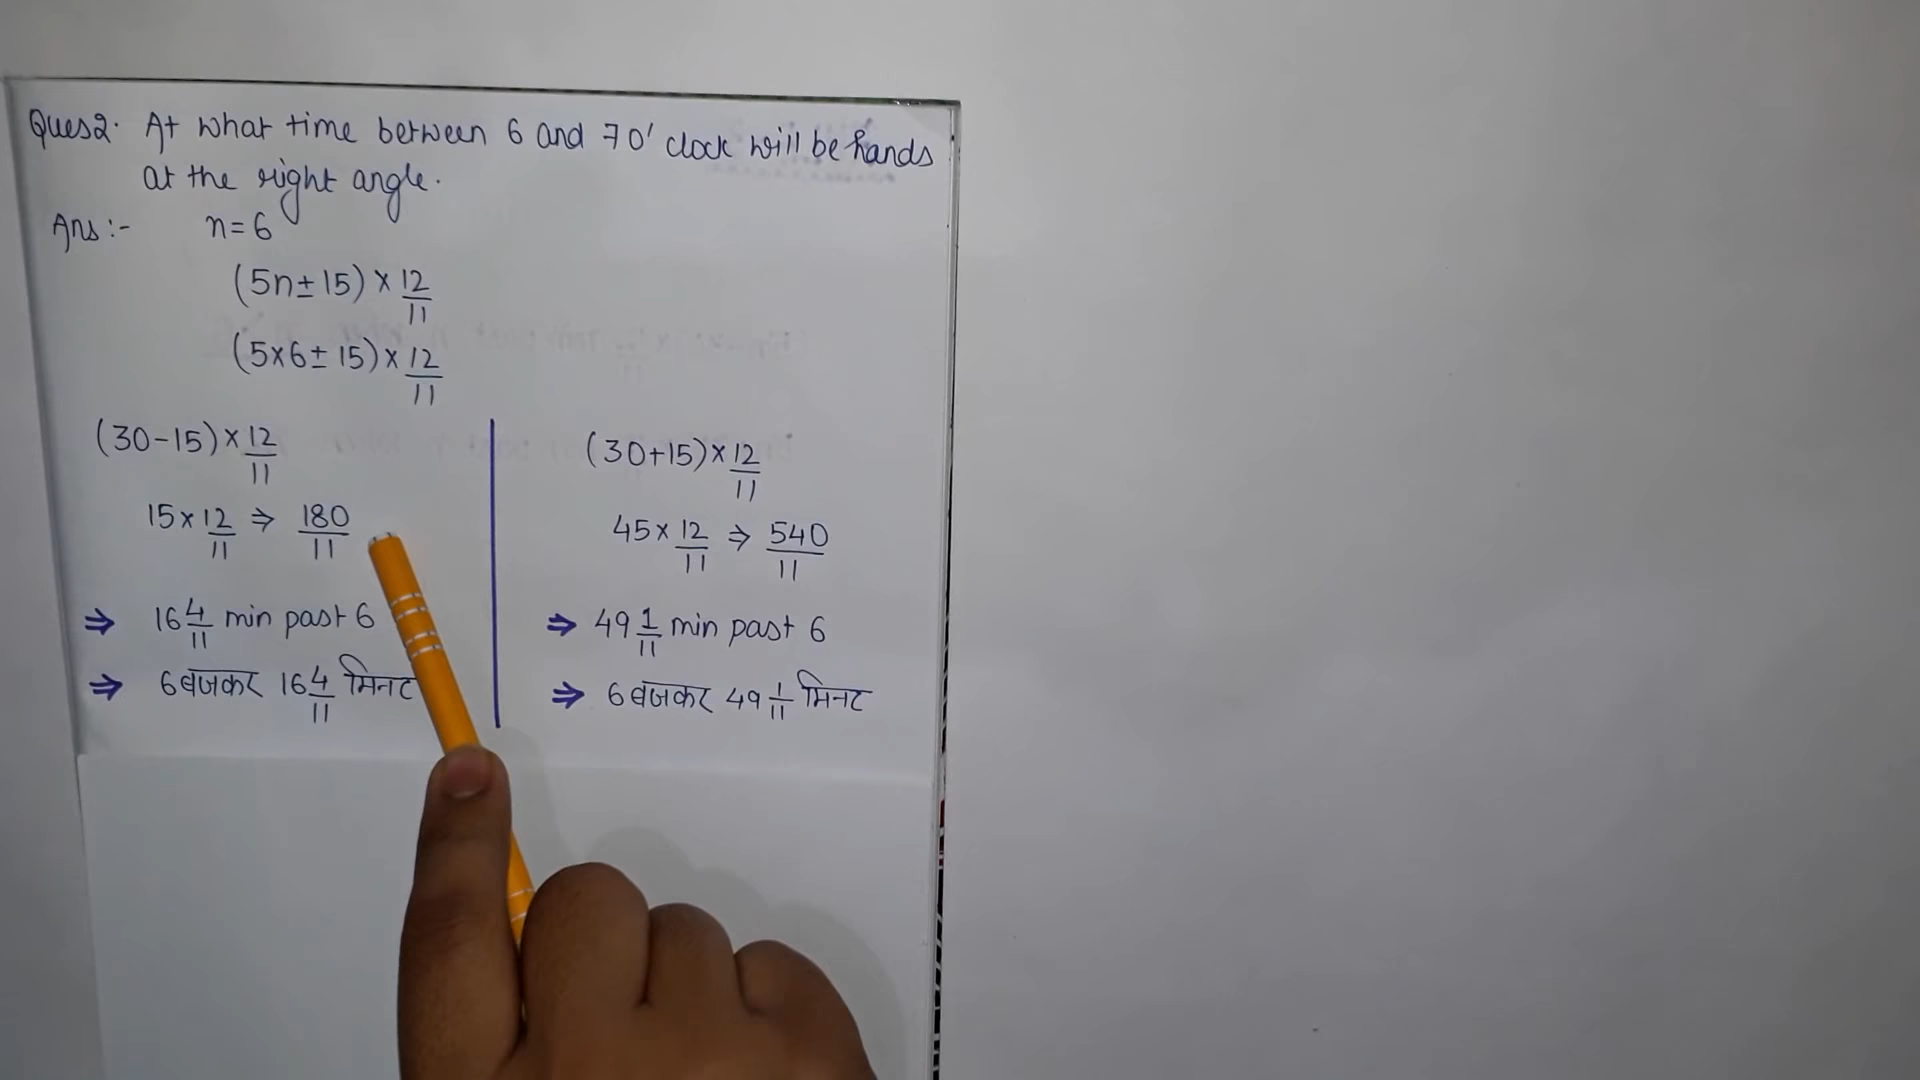 Ques2. At what time between 6 and 7 0' clock will be hands
at the right angle.
Ans :- n=6
(5n±15) × 12/11
(5×6±15) × 12/11
(30-15) × 12/11
15 × 12/11 ⇒ 180/11
⇒ 16 4/11 min past 6
⇒ 6 बजकर 16 4/11 मिनट
(30+15) × 12/11
45 × 12/11 ⇒ 540/11
⇒ 49 1/11 min past 6
⇒ 6 बजकर 49 1/11 मिनट